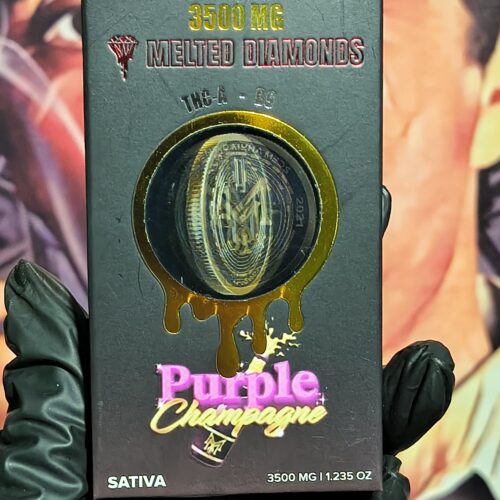 3500 MG
MELTED DIAMONDS
THC-A - D9
2021
Purple
Champagne
SATIVA
3500 MG | 1.235 OZ